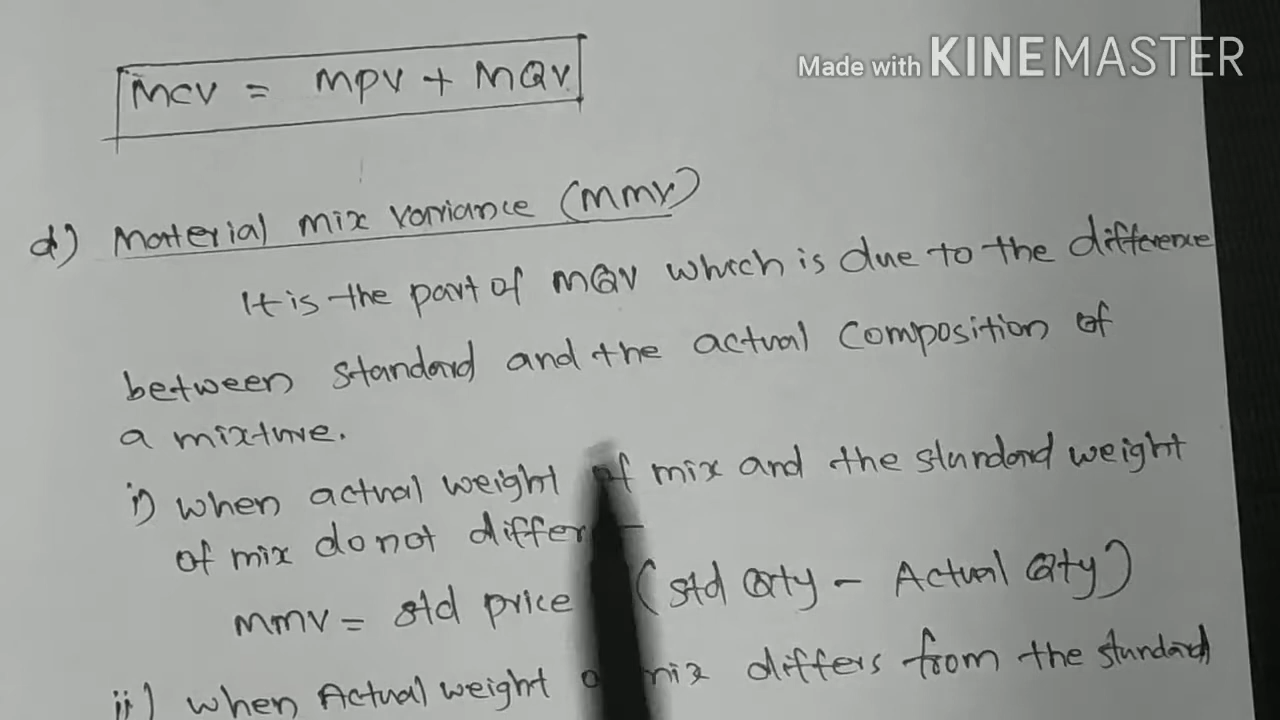 Made with KINEMASTER
MCV = MPV + MQV
d) Material mix variance (MMV)
It is the part of MQV which is due to the difference
between standard and the actual composition of
a mixture.
i) when actual weight of mix and the standard weight
of mix do not differ -
MMV = std price (std Qty - Actual Qty)
ii) when Actual weight mix differs from the standard